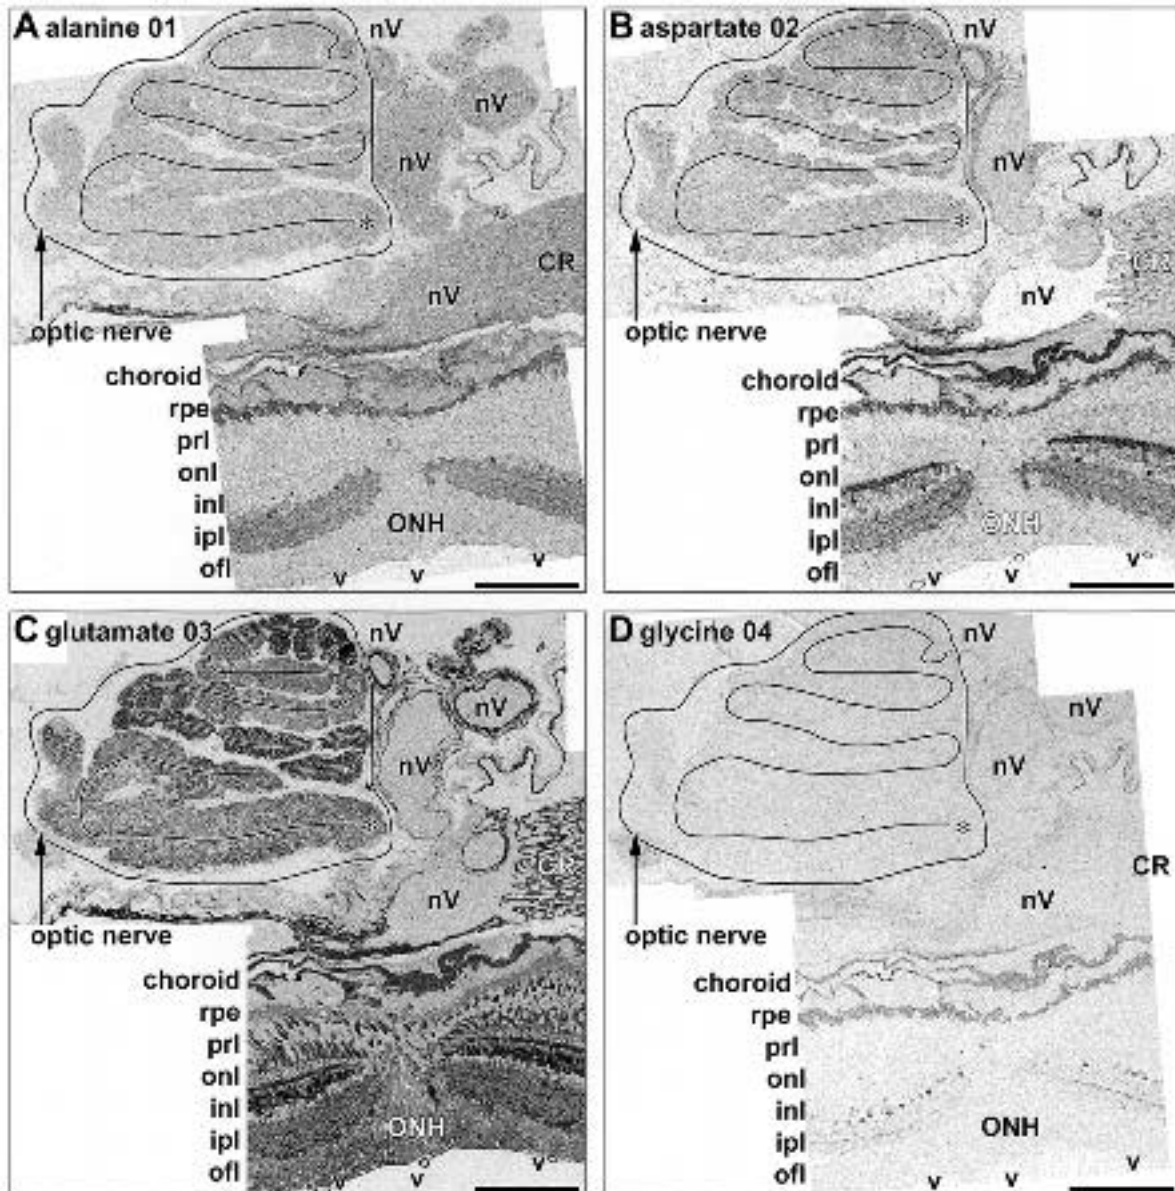 A alanine 01
nV
nV
nV
CR
nV
optic nerve
choroid
rpe
prl
onl
inl
ipl
ofl
ONH
v
v
v
B aspartate 02
nV
nV
CR
nV
optic nerve
choroid
rpe
prl
onl
inl
ipl
ofl
ONH
v
v
v
C glutamate 03
nV
nV
nV
CR
nV
optic nerve
choroid
rpe
prl
onl
inl
ipl
ofl
ONH
v
v
v
D glycine 04
nV
nV
nV
CR
nV
optic nerve
choroid
rpe
prl
onl
inl
ipl
ofl
ONH
v
v
v